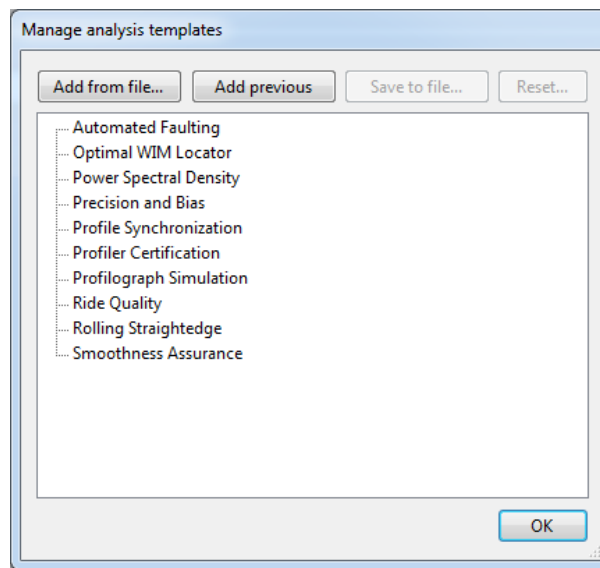 Manage analysis templates
Add from file... Add previous Save to file... Reset...
Automated Faulting
Optimal WIM Locator
Power Spectral Density
Precision and Bias
Profile Synchronization
Profiler Certification
Profilograph Simulation
Ride Quality
Rolling Straightedge
Smoothness Assurance
OK